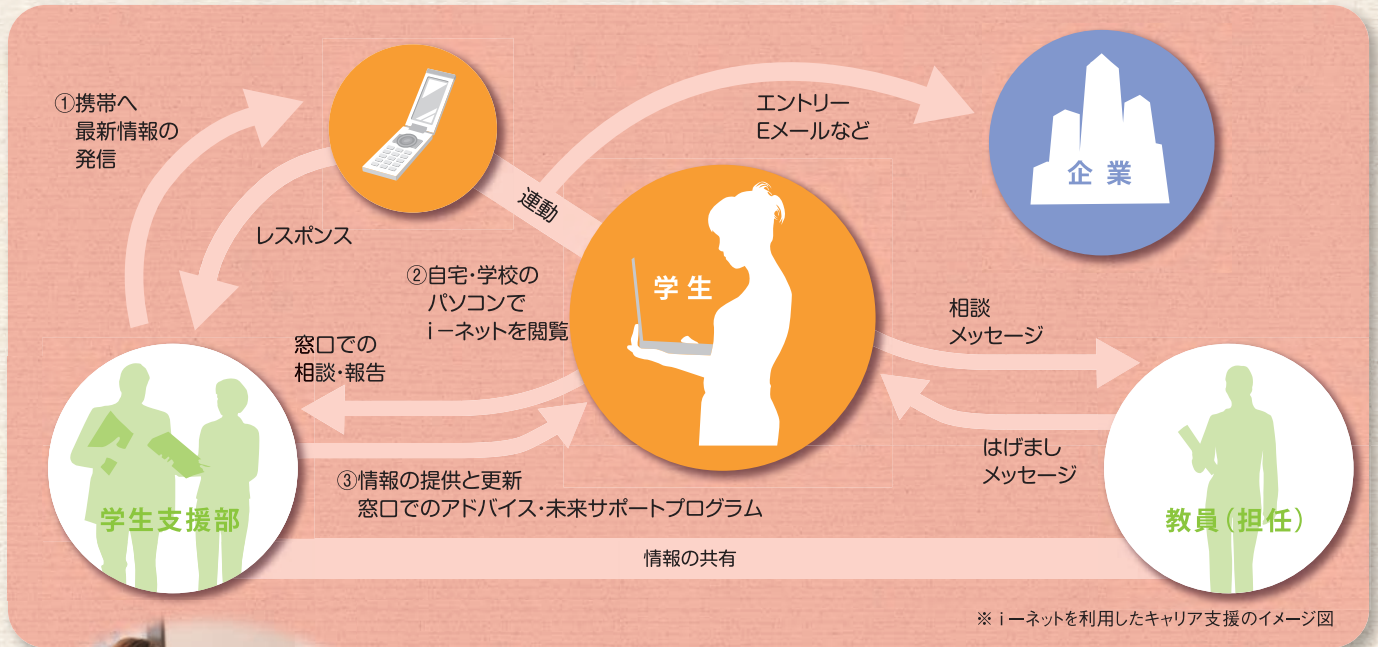 ①携帯へ
最新情報の
発信
レスポンス
連動
エントリー
Eメールなど
企業
②自宅・学校の
パソコンで
i−ネットを閲覧
学生
相談
メッセージ
窓口での
相談・報告
はげまし
メッセージ
③情報の提供と更新
窓口でのアドバイス・未来サポートプログラム
学生支援部
教員(担任)
情報の共有
※i−ネットを利用したキャリア支援のイメージ図